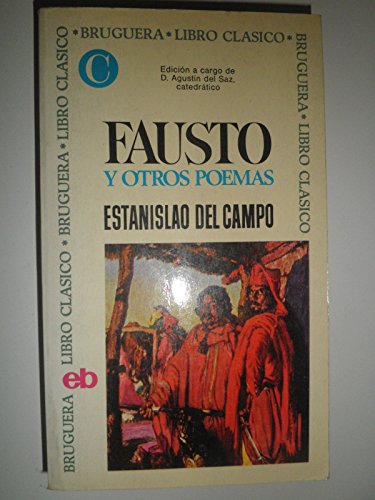 * BRUGUERA * LIBRO CLASICO *
BRUGUERA * LIBRO CLASICO * BRUGUERA * LIBRO CLASICO *
BRUGUERA * LIBRO CLASICO *
C
Edición a cargo de
D. Agustín del Saz,
catedrático
FAUSTO
Y OTROS POEMAS
ESTANISLAO DEL CAMPO
eb